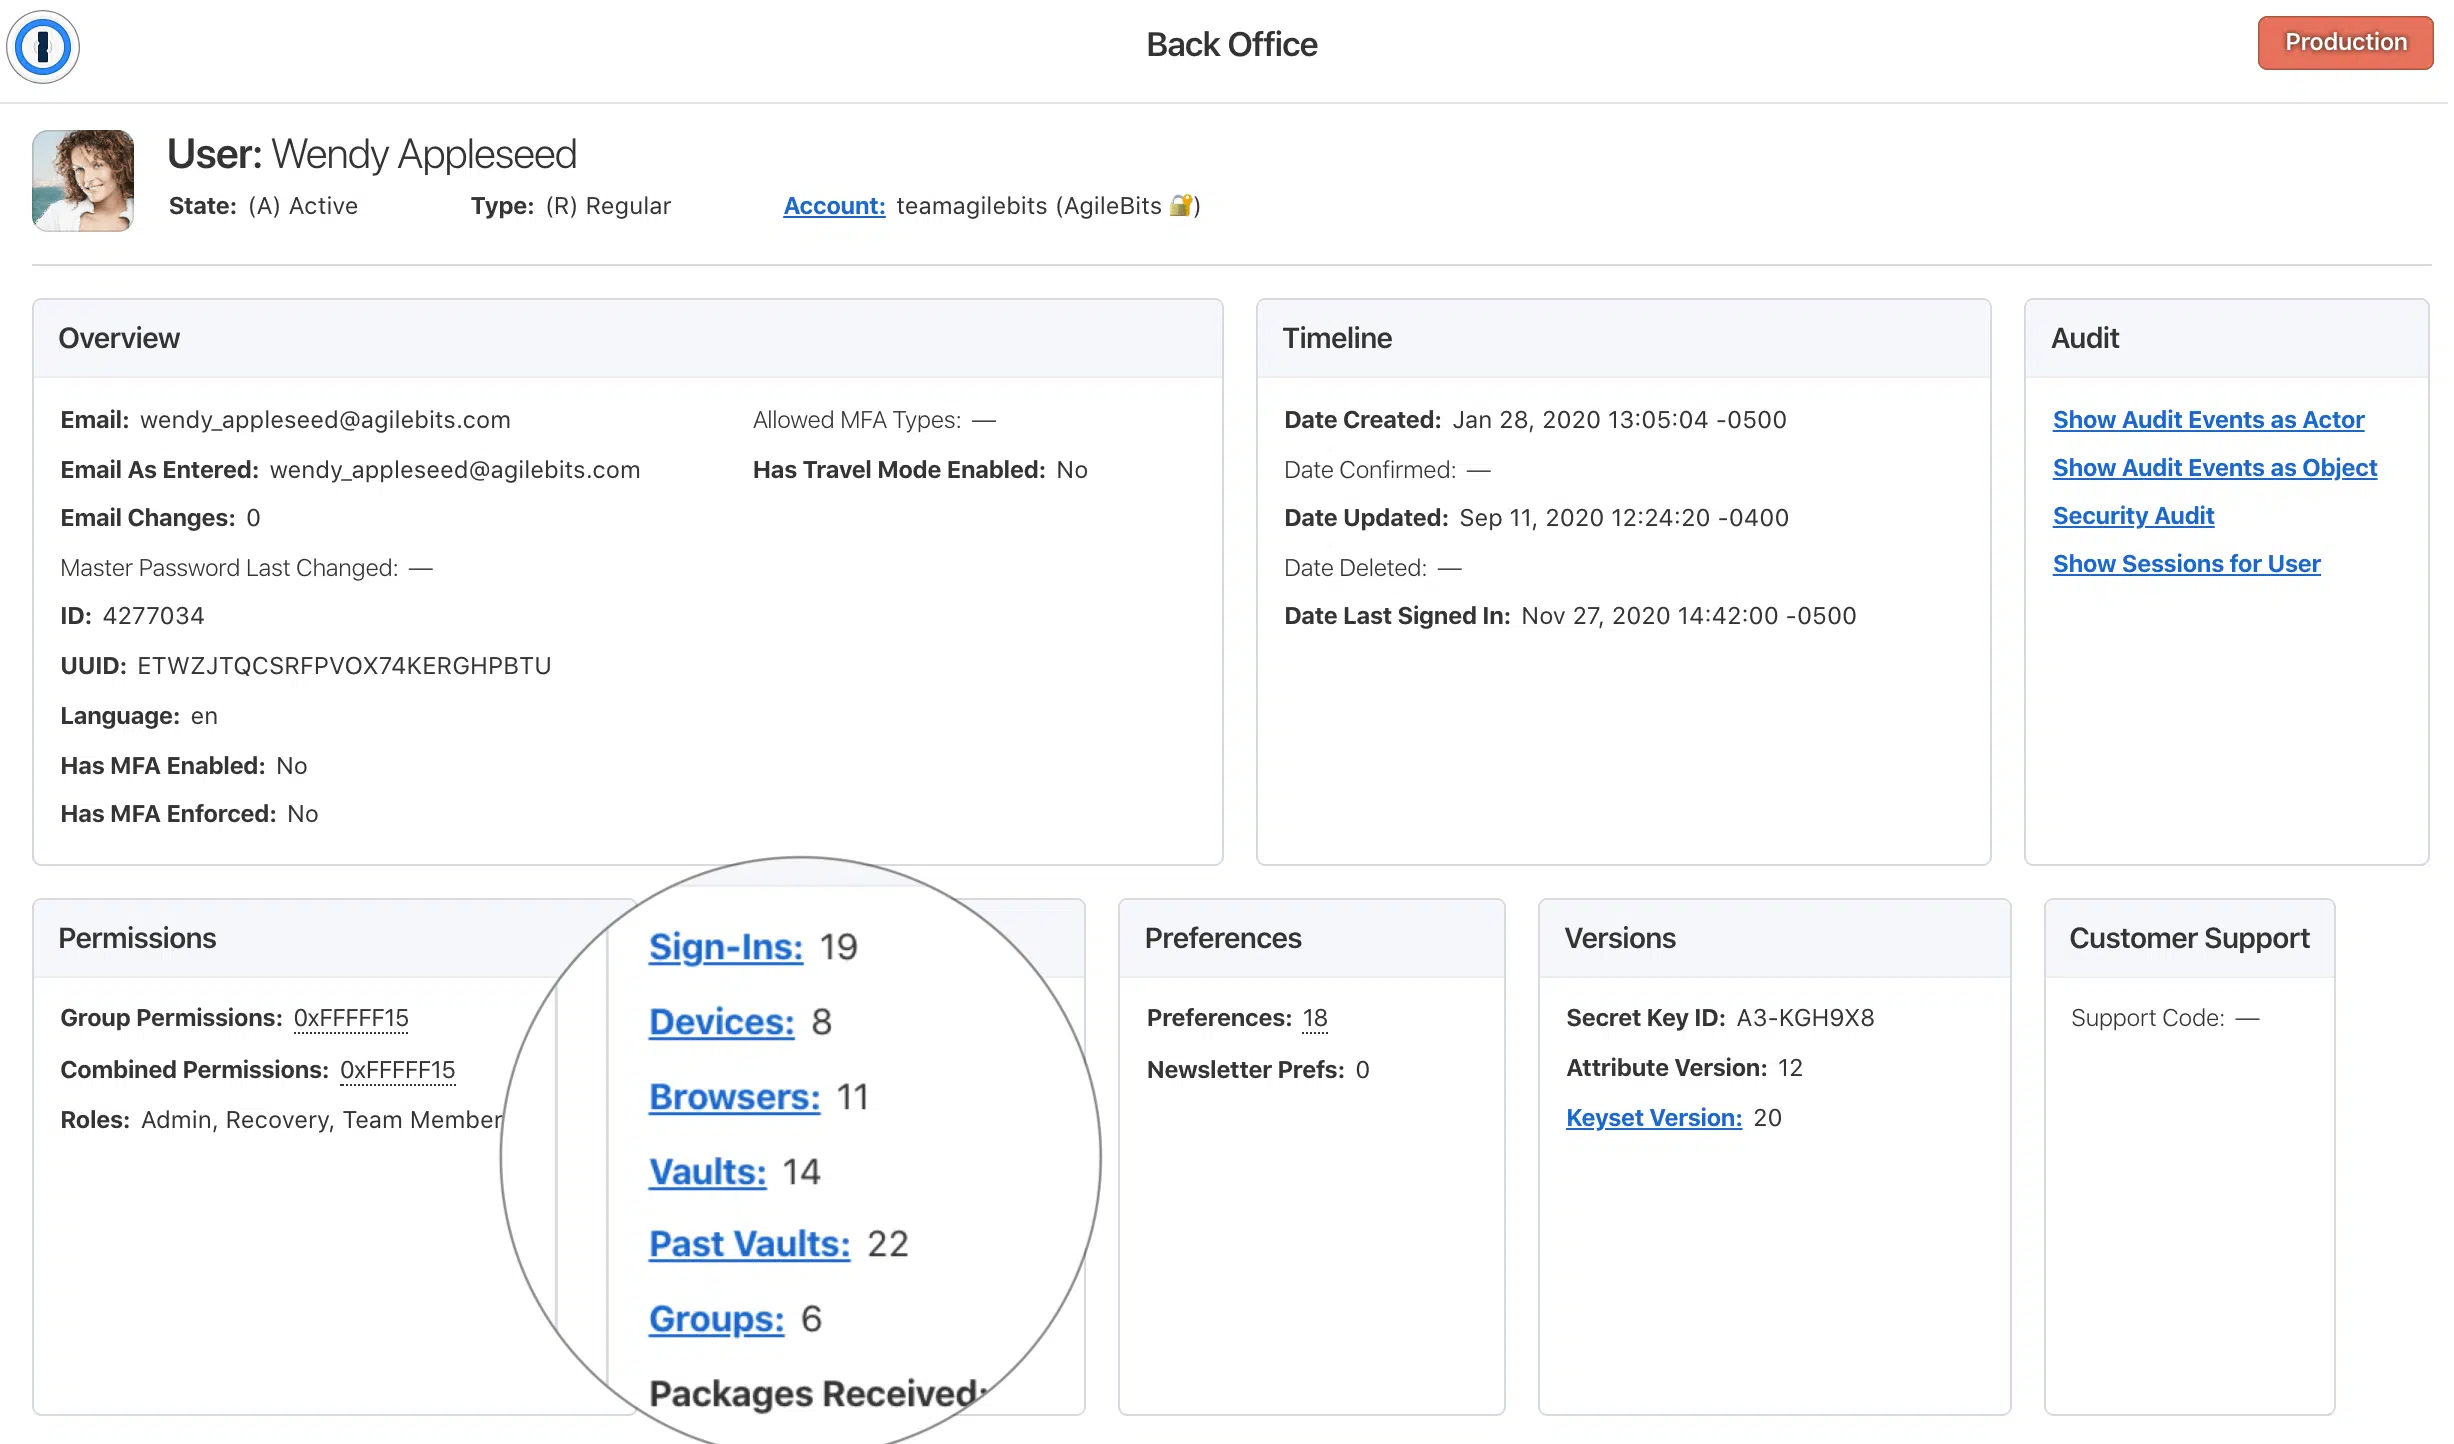 Back Office
Production
User: Wendy Appleseed
State: (A) Active
Type: (R) Regular
Account: teamagilebits (AgileBits 🔐)
Overview
Email: wendy_appleseed@agilebits.com
Email As Entered: wendy_appleseed@agilebits.com
Email Changes: 0
Master Password Last Changed: —
ID: 4277034
UUID: ETWZJTQCSRFPVOX74KERGHPBTU
Language: en
Has MFA Enabled: No
Has MFA Enforced: No
Allowed MFA Types: —
Has Travel Mode Enabled: No
Timeline
Date Created: Jan 28, 2020 13:05:04 -0500
Date Confirmed: —
Date Updated: Sep 11, 2020 12:24:20 -0400
Date Deleted: —
Date Last Signed In: Nov 27, 2020 14:42:00 -0500
Audit
Show Audit Events as Actor
Show Audit Events as Object
Security Audit
Show Sessions for User
Permissions
Group Permissions: 0xFFFFF15
Combined Permissions: 0xFFFFF15
Roles: Admin, Recovery, Team Member
Sign-Ins: 19
Devices: 8
Browsers: 11
Vaults: 14
Past Vaults: 22
Groups: 6
Packages Received:
Preferences
Preferences: 18
Newsletter Prefs: 0
Versions
Secret Key ID: A3-KGH9X8
Attribute Version: 12
Keyset Version: 20
Customer Support
Support Code: —